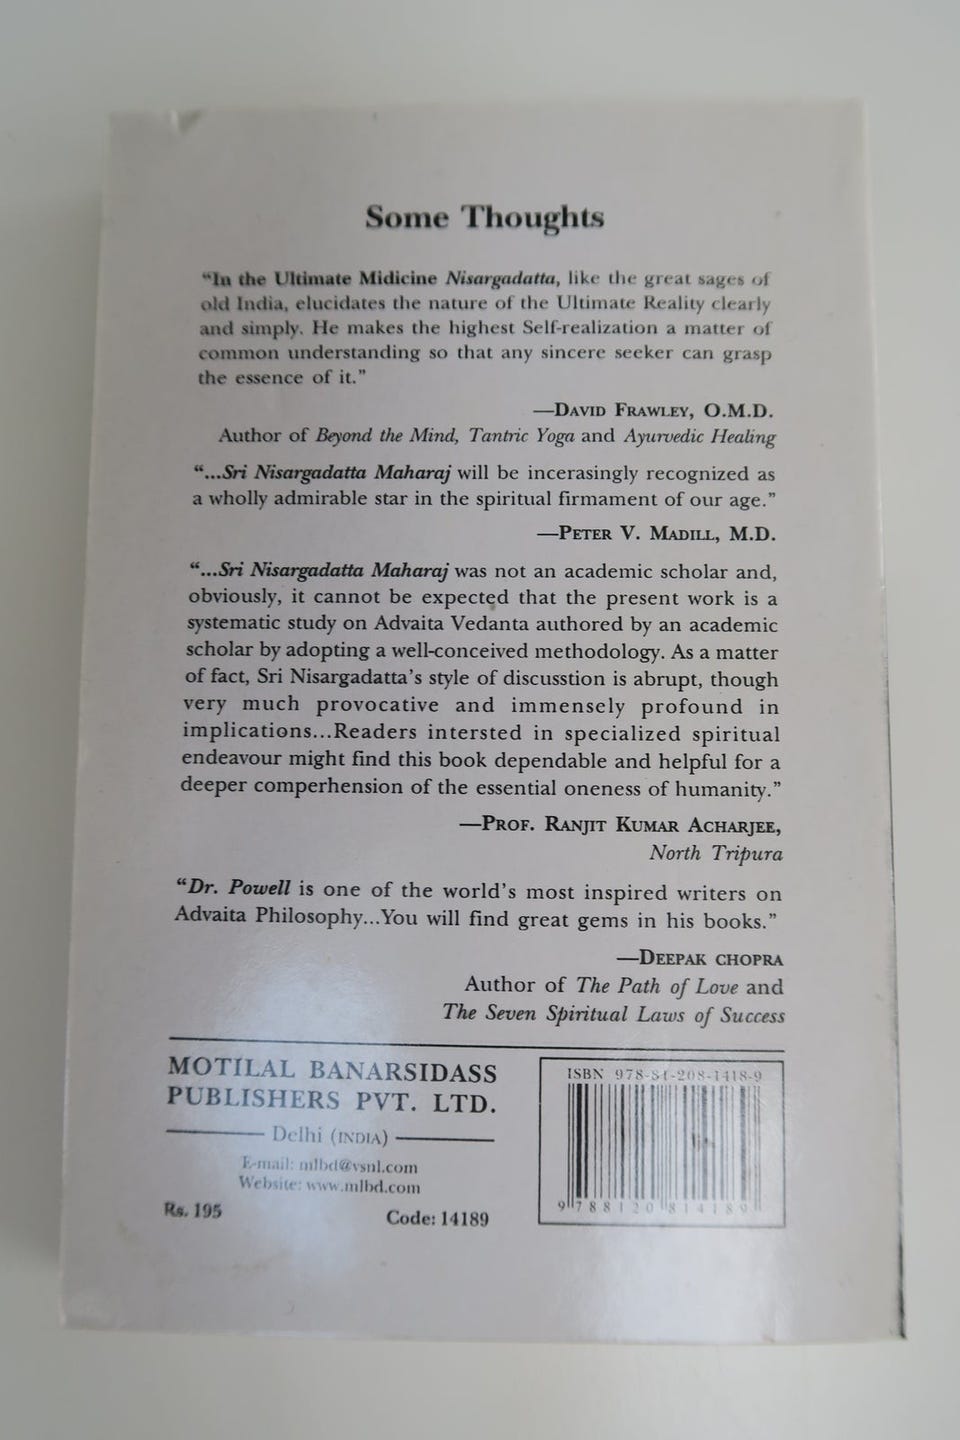 Some Thoughts
“In the Ultimate Midicine Nisargadatta, like the great sages of
old India, elucidates the nature of the Ultimate Reality clearly
and simply. He makes the highest Self-realization a matter of
common understanding so that any sincere seeker can grasp
the essence of it.”
—DAVID FRAWLEY, O.M.D.
Author of Beyond the Mind, Tantric Yoga and Ayurvedic Healing
“...Sri Nisargadatta Maharaj will be incerasingly recognized as
a wholly admirable star in the spiritual firmament of our age.”
—PETER V. MADILL, M.D.
“...Sri Nisargadatta Maharaj was not an academic scholar and,
obviously, it cannot be expected that the present work is a
systematic study on Advaita Vedanta authored by an academic
scholar by adopting a well-conceived methodology. As a matter
of fact, Sri Nisargadatta’s style of discusstion is abrupt, though
very much provocative and immensely profound in
implications...Readers intersted in specialized spiritual
endeavour might find this book dependable and helpful for a
deeper comperhension of the essential oneness of humanity.”
—PROF. RANJIT KUMAR ACHARJEE,
North Tripura
“Dr. Powell is one of the world’s most inspired writers on
Advaita Philosophy...You will find great gems in his books.”
—DEEPAK CHOPRA
Author of The Path of Love and
The Seven Spiritual Laws of Success
MOTILAL BANARSIDASS
PUBLISHERS PVT. LTD.
Delhi (INDIA)
E-mail: mlbd@vsnl.com
Website: www.mlbd.com
Rs. 195
Code: 14189
ISBN 978-81-208-1418-9
9 788120 814189